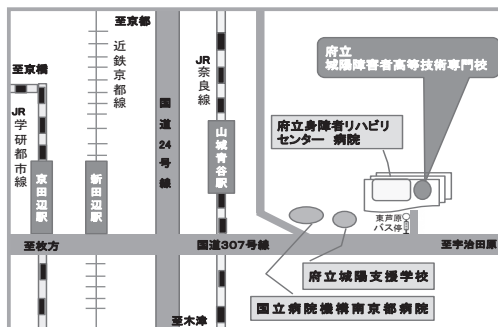 至京都
府立
城陽障害者高等技術専門校
近鉄京都線
JR
奈良線
至京橋
国道24号線
JR
学研都市線
府立身障者リハビリ
センター 病院
山城青谷駅
京田辺駅
新田辺駅
東芦原
バス停
至枚方
国道307号線
至宇治田原
府立城陽支援学校
国立病院機構南京都病院
至木津